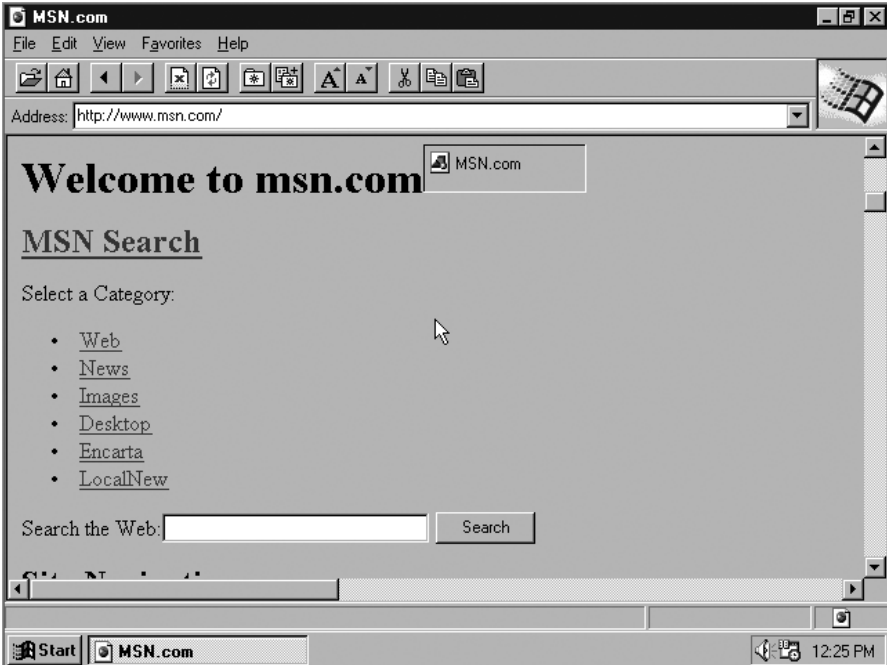 MSN.com
File Edit View Favorites Help
Address: http://www.msn.com/
Welcome to msn.com MSN.com
MSN Search
Select a Category:
Web
News
Images
Desktop
Encarta
LocalNew
Search the Web: Search
Start MSN.com 12:25 PM